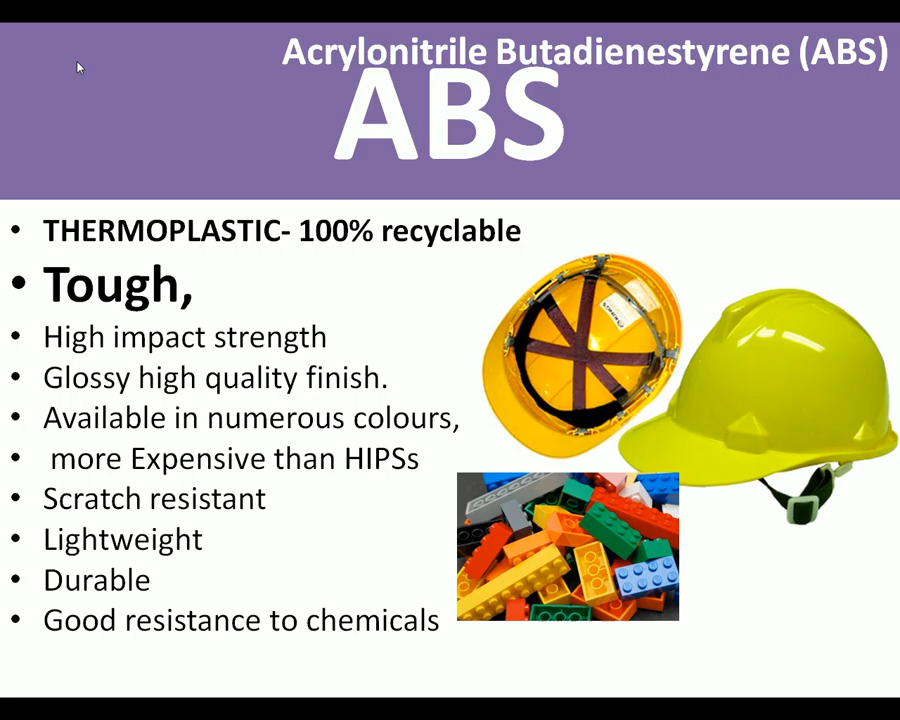 Acrylonitrile Butadienestyrene (ABS)
ABS
• THERMOPLASTIC- 100% recyclable
• Tough,
• High impact strength
• Glossy high quality finish.
• Available in numerous colours,
• more Expensive than HIPSs
• Scratch resistant
• Lightweight
• Durable
• Good resistance to chemicals